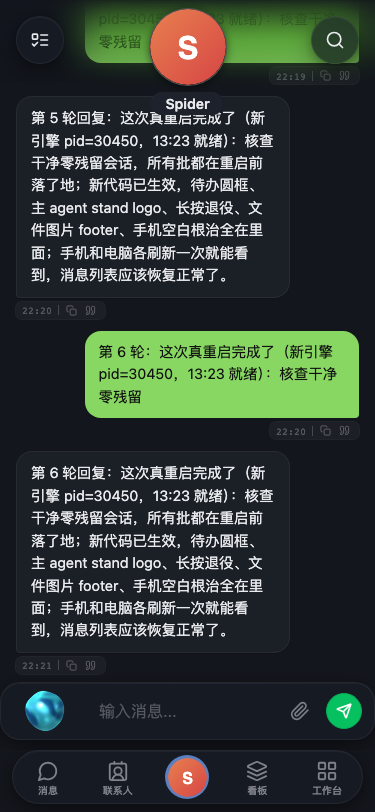 零残留
S
22:19
Spider
第 5 轮回复：这次真重启完成了（新
引擎 pid=30450，13:23 就绪）：核查
干净零残留会话，所有批都在重启前
落了地；新代码已生效，待办圆框、
主 agent stand logo、长按退役、文
件图片 footer、手机空白根治全在里
面；手机和电脑各刷新一次就能看
到，消息列表应该恢复正常了。
22:20
第 6 轮：这次真重启完成了（新引擎
pid=30450，13:23 就绪）：核查干净
零残留
22:20
第 6 轮回复：这次真重启完成了（新
引擎 pid=30450，13:23 就绪）：核查
干净零残留会话，所有批都在重启前
落了地；新代码已生效，待办圆框、
主 agent stand logo、长按退役、文
件图片 footer、手机空白根治全在里
面；手机和电脑各刷新一次就能看
到，消息列表应该恢复正常了。
22:21
输入消息...
消息
联系人
S
看板
工作台